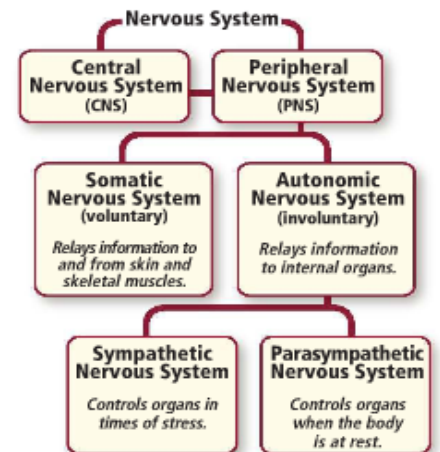 Nervous System
Central
Nervous System
(CNS)
Peripheral
Nervous System
(PNS)
Somatic
Nervous System
(voluntary)
Relays information to
and from skin and
skeletal muscles.
Autonomic
Nervous System
(involuntary)
Relays information
to internal organs.
Sympathetic
Nervous System
Controls organs in
times of stress.
Parasympathetic
Nervous System
Controls organs
when the body
is at rest.